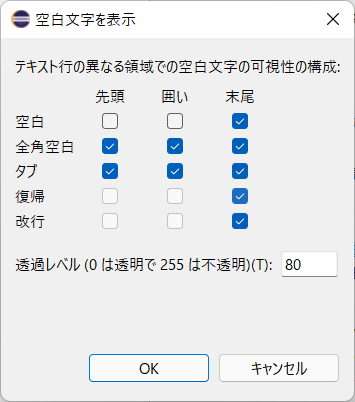 空白文字を表示
テキスト行の異なる領域での空白文字の可視性の構成:
先頭 囲い 末尾
空白
全角空白
タブ
復帰
改行
透過レベル (0 は透明で 255 は不透明)(T): 80
OK キャンセル